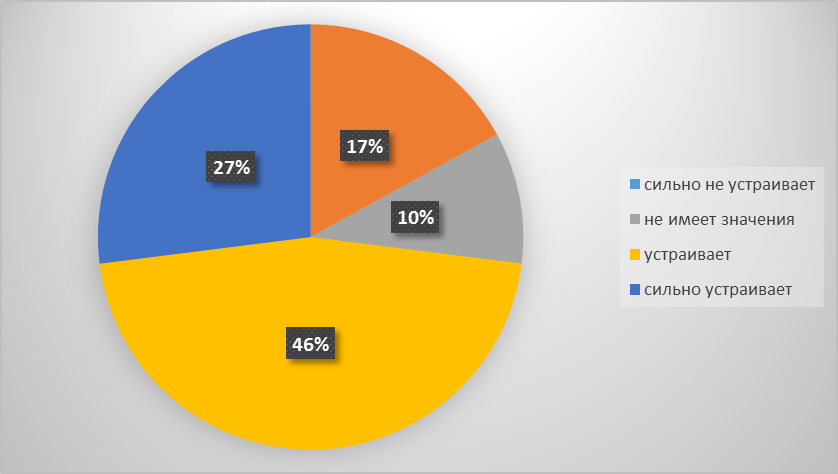 17%
27%
10%
46%
сильно не устраивает
не имеет значения
устраивает
сильно устраивает